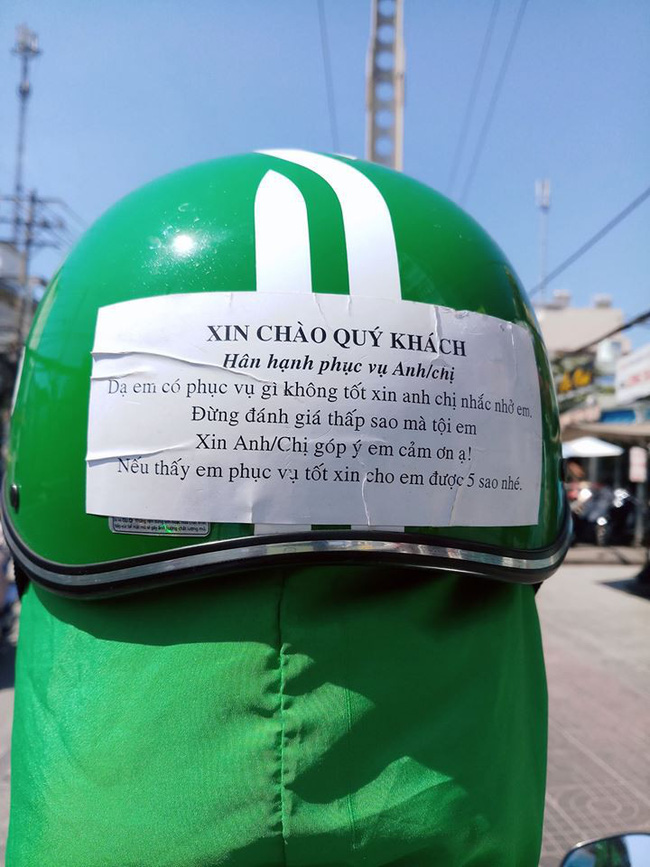 XIN CHÀO QUÝ KHÁCH
Hân hạnh phục vụ Anh/chị
Dạ em có phục vụ gì không tốt xin anh chị nhắc nhở em.
Đừng đánh giá thấp sao mà tội em
Xin Anh/Chị góp ý em cảm ơn ạ!
Nếu thấy em phục vụ tốt xin cho em được 5 sao nhé.